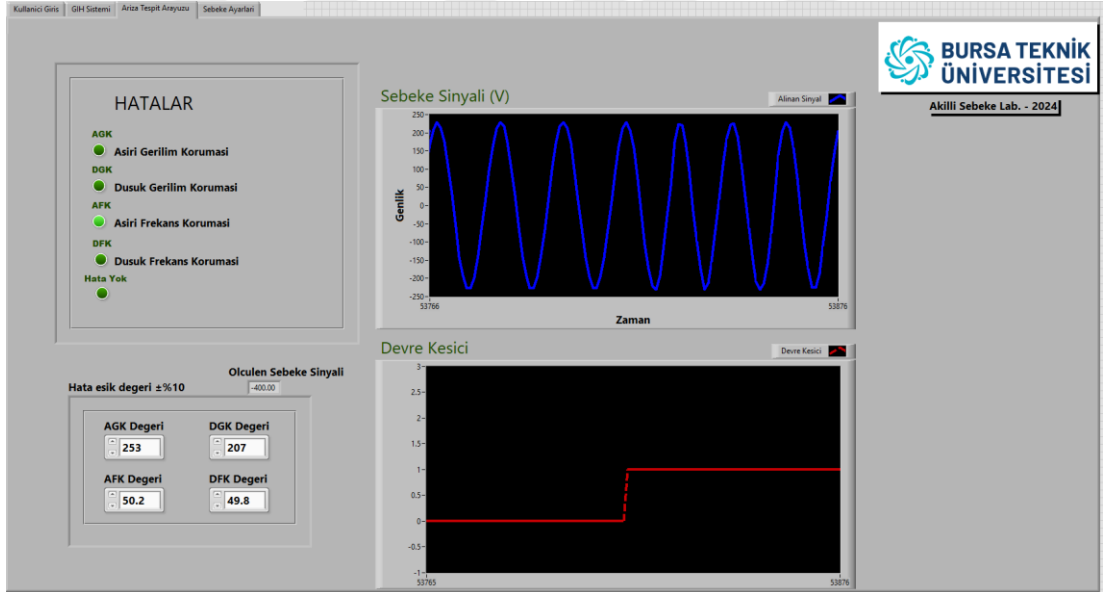 Kullanici Giris
GIH Sistemi
Ariza Tespit Arayuzu
Sebeke Ayarlari
BURSA TEKNİK
ÜNİVERSİTESİ
Akilli Sebeke Lab. - 2024
HATALAR
AGK
Asiri Gerilim Korumasi
DGK
Dusuk Gerilim Korumasi
AFK
Asiri Frekans Korumasi
DFK
Dusuk Frekans Korumasi
Hata Yok
Sebeke Sinyali (V)
Alinan Sinyal
250
200
150
100
50
0
-50
-100
-150
-200
-250
Genlik
53766
53876
Zaman
Olculen Sebeke Sinyali
-400.00
Hata esik degeri ±%10
AGK Degeri
253
DGK Degeri
207
AFK Degeri
50.2
DFK Degeri
49.8
Devre Kesici
Devre Kesici
3
2.5
2
1.5
1
0.5
0
-0.5
-1
53765
53876